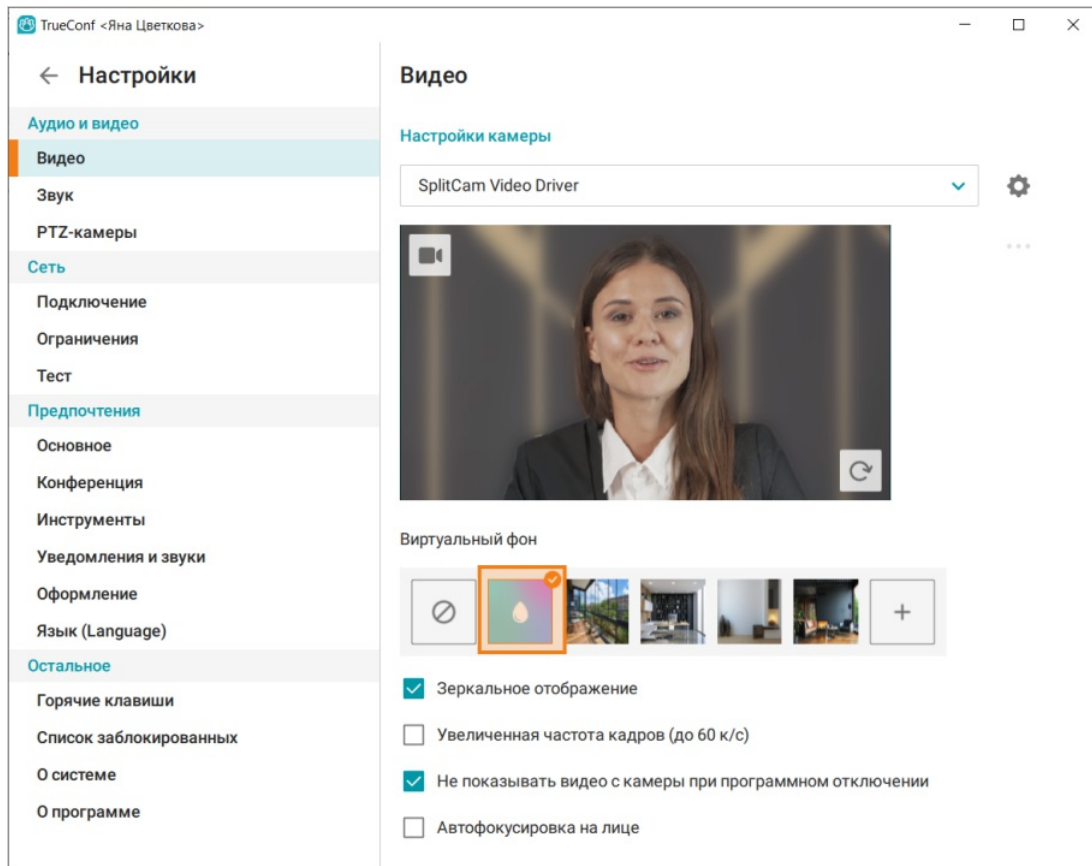 TrueConf <Яна Цветкова>
Настройки
Аудио и видео
Видео
Звук
PTZ-камеры
Сеть
Подключение
Ограничения
Тест
Предпочтения
Основное
Конференция
Инструменты
Уведомления и звуки
Оформление
Язык (Language)
Остальное
Горячие клавиши
Список заблокированных
О системе
О программе
Видео
Настройки камеры
SplitCam Video Driver
Виртуальный фон
Зеркальное отображение
Увеличенная частота кадров (до 60 к/с)
Не показывать видео с камеры при программном отключении
Автофокусировка на лице